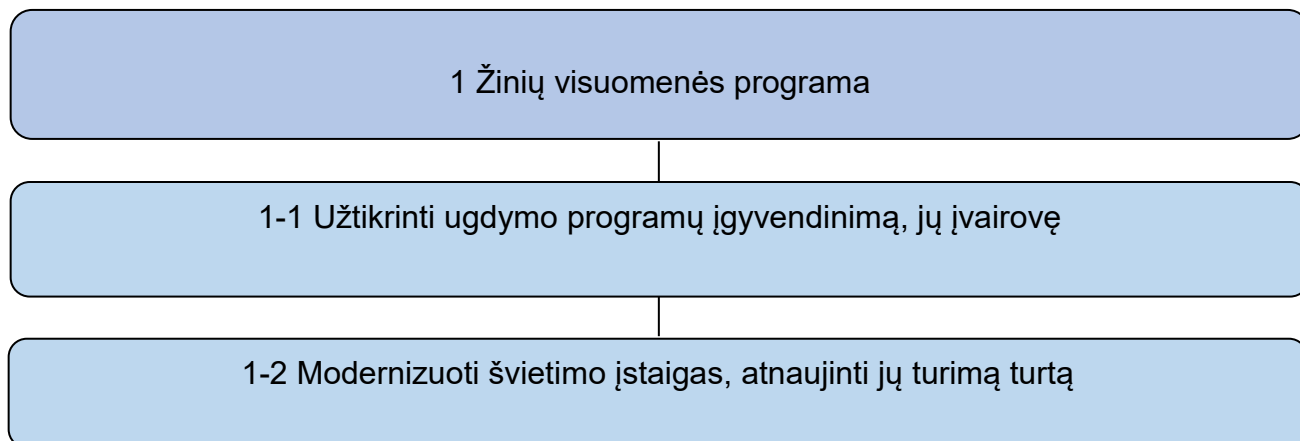 1 Žinių visuomenės programa
1-1 Užtikrinti ugdymo programų įgyvendinimą, jų įvairovę
1-2 Modernizuoti švietimo įstaigas, atnaujinti jų turimą turtą